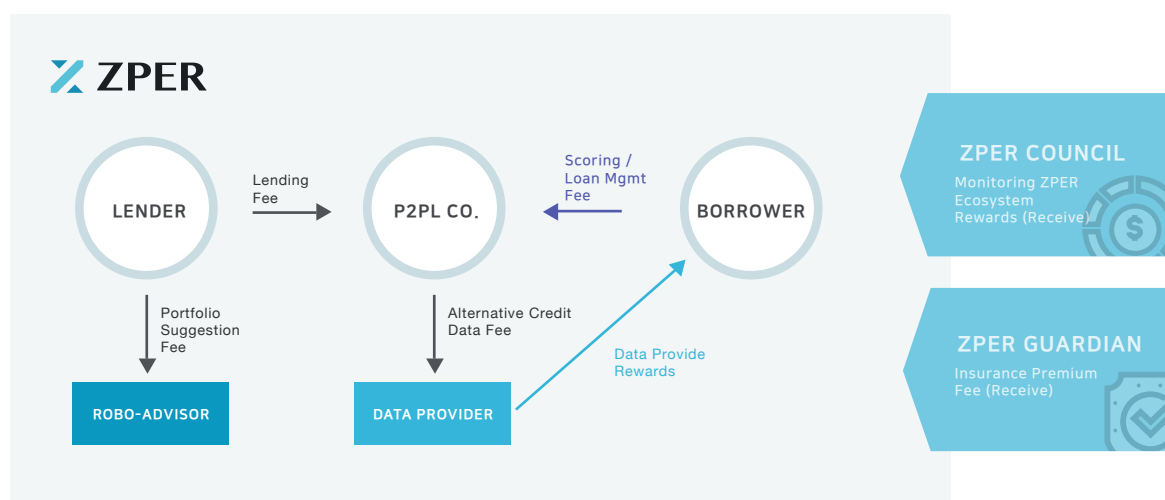 ZPER
LENDER
Lending
Fee
P2PL CO.
Scoring /
Loan Mgmt
Fee
BORROWER
Portfolio
Suggestion
Fee
Alternative Credit
Data Fee
Data Provide
Rewards
ROBO-ADVISOR
DATA PROVIDER
ZPER COUNCIL
Monitoring ZPER
Ecosystem
Rewards (Receive)
$
ZPER GUARDIAN
Insurance Premium
Fee (Receive)